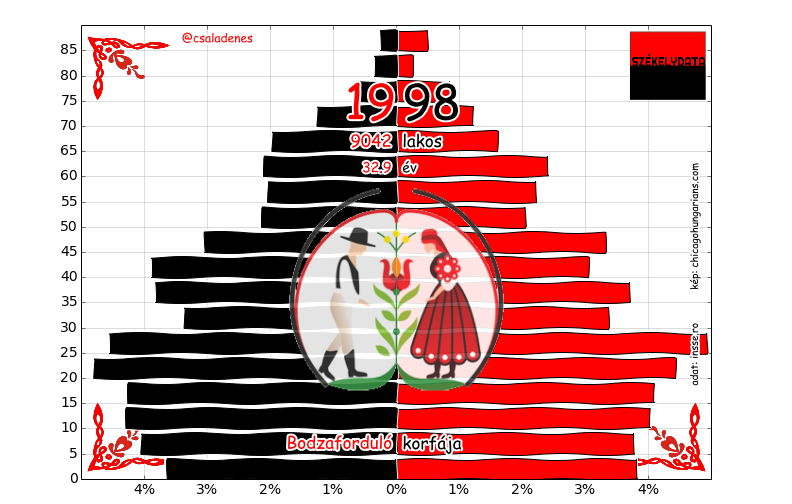 @csaladenes
SZÉKELYDATA
1998
9042 lakos
32.9 év
kép: chicagohungarians.com
adat: insse.ro
Bodzaforduló korfája
85
80
75
70
65
60
55
50
45
40
35
30
25
20
15
10
5
0
4% 3% 2% 1% 0% 1% 2% 3% 4%